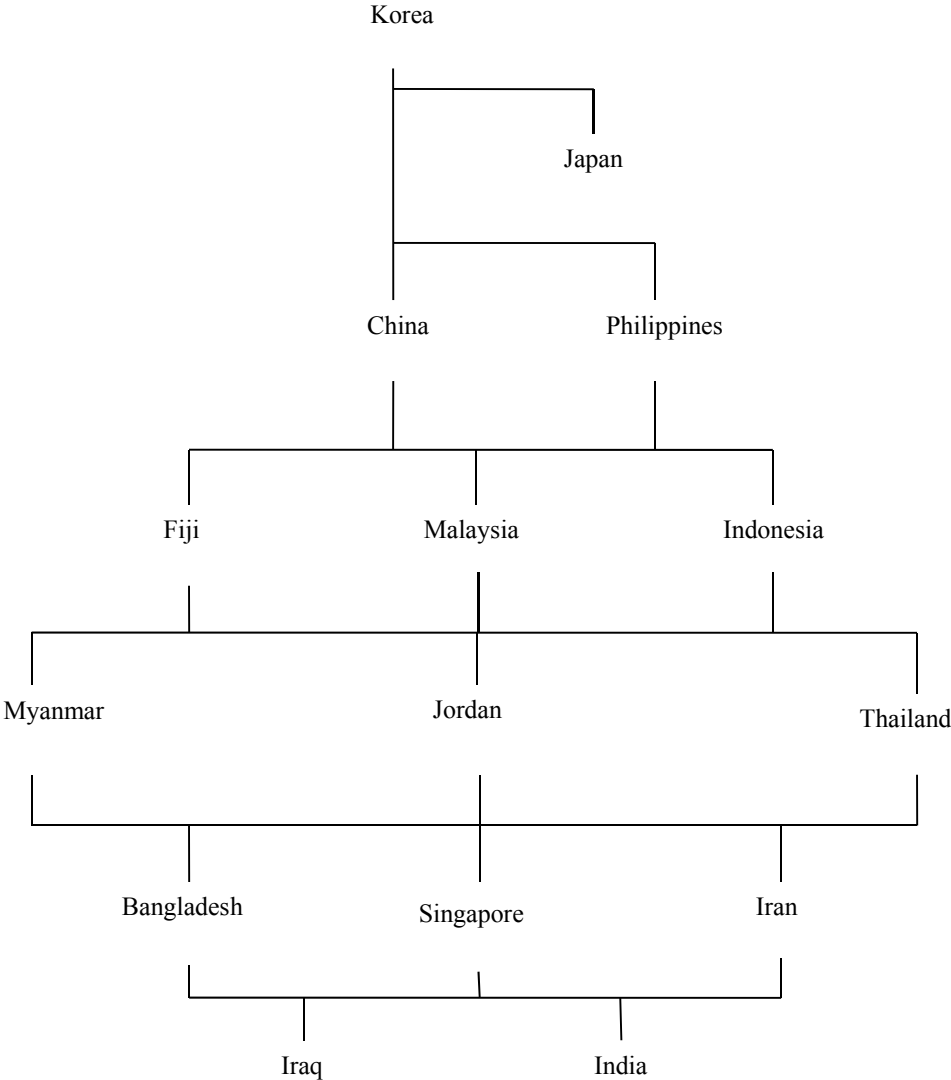 Korea
Japan
China Philippines
Fiji Malaysia Indonesia
Myanmar Jordan Thailand
Bangladesh Singapore Iran
Iraq India